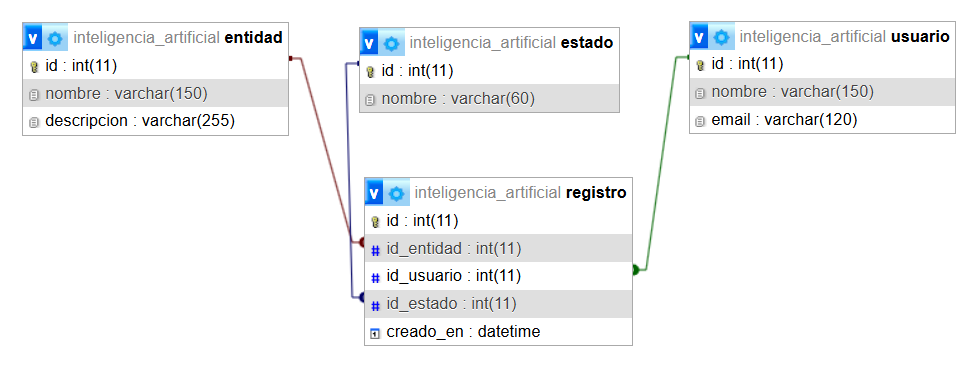 v inteligencia_artificial entidad
id : int(11)
nombre : varchar(150)
descripcion : varchar(255)
v inteligencia_artificial estado
id : int(11)
nombre : varchar(60)
v inteligencia_artificial usuario
id : int(11)
nombre : varchar(150)
email : varchar(120)
v inteligencia_artificial registro
id : int(11)
# id_entidad : int(11)
# id_usuario : int(11)
# id_estado : int(11)
creado_en : datetime